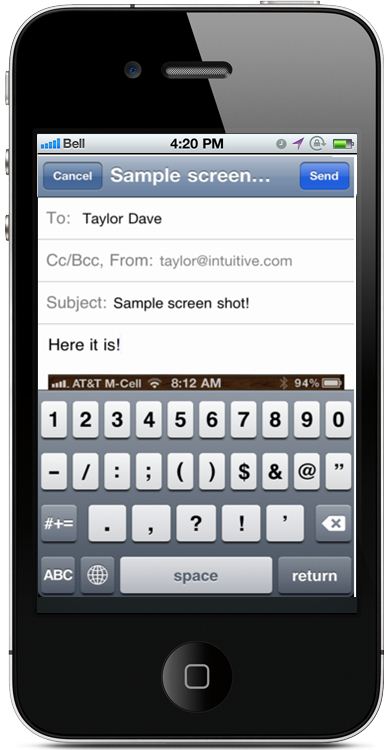 Bell 4:20 PM
Cancel Sample screen... Send
To: Taylor Dave
Cc/Bcc, From: taylor@intuitive.com
Subject: Sample screen shot!
Here it is!
AT&T M-Cell 8:12 AM 94%
1 2 3 4 5 6 7 8 9 0
- / : ; ( ) $ & @ ”
#+= . , ? ! ’
ABC space return